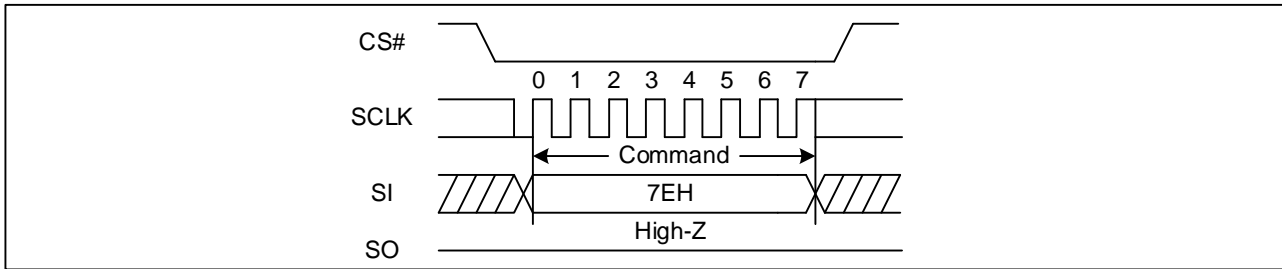 CS#
0 1 2 3 4 5 6 7
SCLK
Command
SI
7EH
High-Z
SO